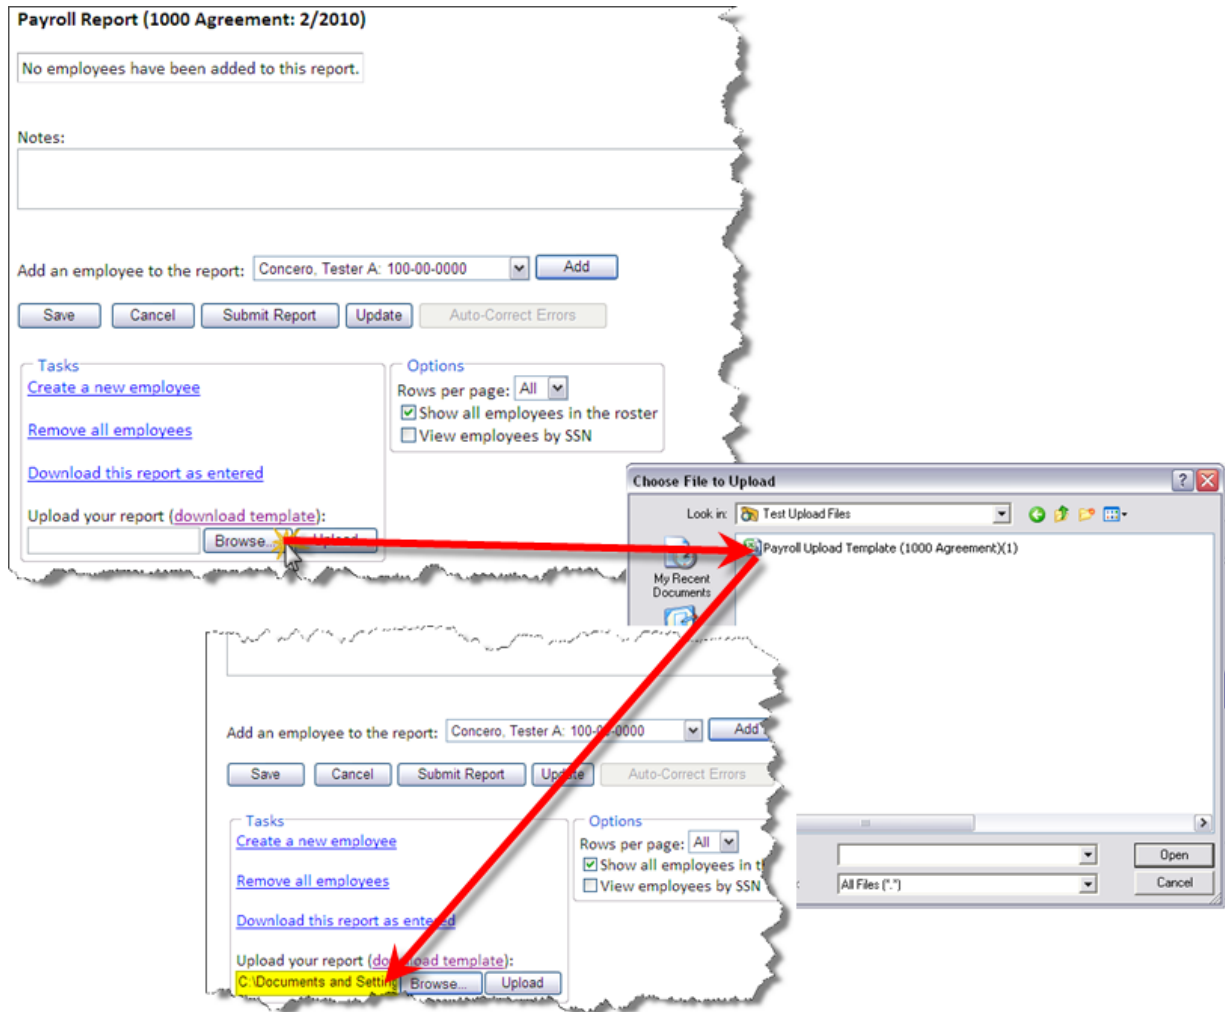 Payroll Report (1000 Agreement: 2/2010)
No employees have been added to this report.
Notes:
Add an employee to the report: Concero, Tester A: 100-00-0000 Add
Save Cancel Submit Report Update Auto-Correct Errors
Tasks
Create a new employee
Remove all employees
Download this report as entered
Upload your report (download template):
Browse... Upload
Options
Rows per page: All
Show all employees in the roster
View employees by SSN
Choose File to Upload
Look in: Test Upload Files
Payroll Upload Template (1000 Agreement)(1)
My Recent
Documents
Open
All Files (*.*) Cancel
Add an employee to the report: Concero, Tester A: 100-00-0000 Add
Save Cancel Submit Report Update Auto-Correct Errors
Tasks
Create a new employee
Remove all employees
Download this report as entered
Upload your report (download template):
C:\Documents and Setting Browse... Upload
Options
Rows per page: All
Show all employees in t
View employees by SSN